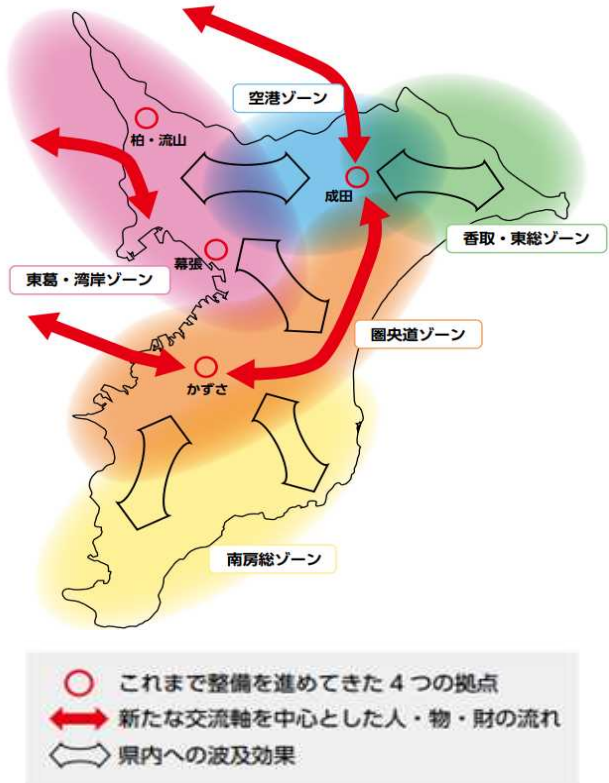 空港ゾーン
柏・流山
成田
香取・東総ゾーン
幕張
東葛・湾岸ゾーン
圏央道ゾーン
かずさ
南房総ゾーン
これまで整備を進めてきた4つの拠点
新たな交流軸を中心とした人・物・財の流れ
県内への波及効果